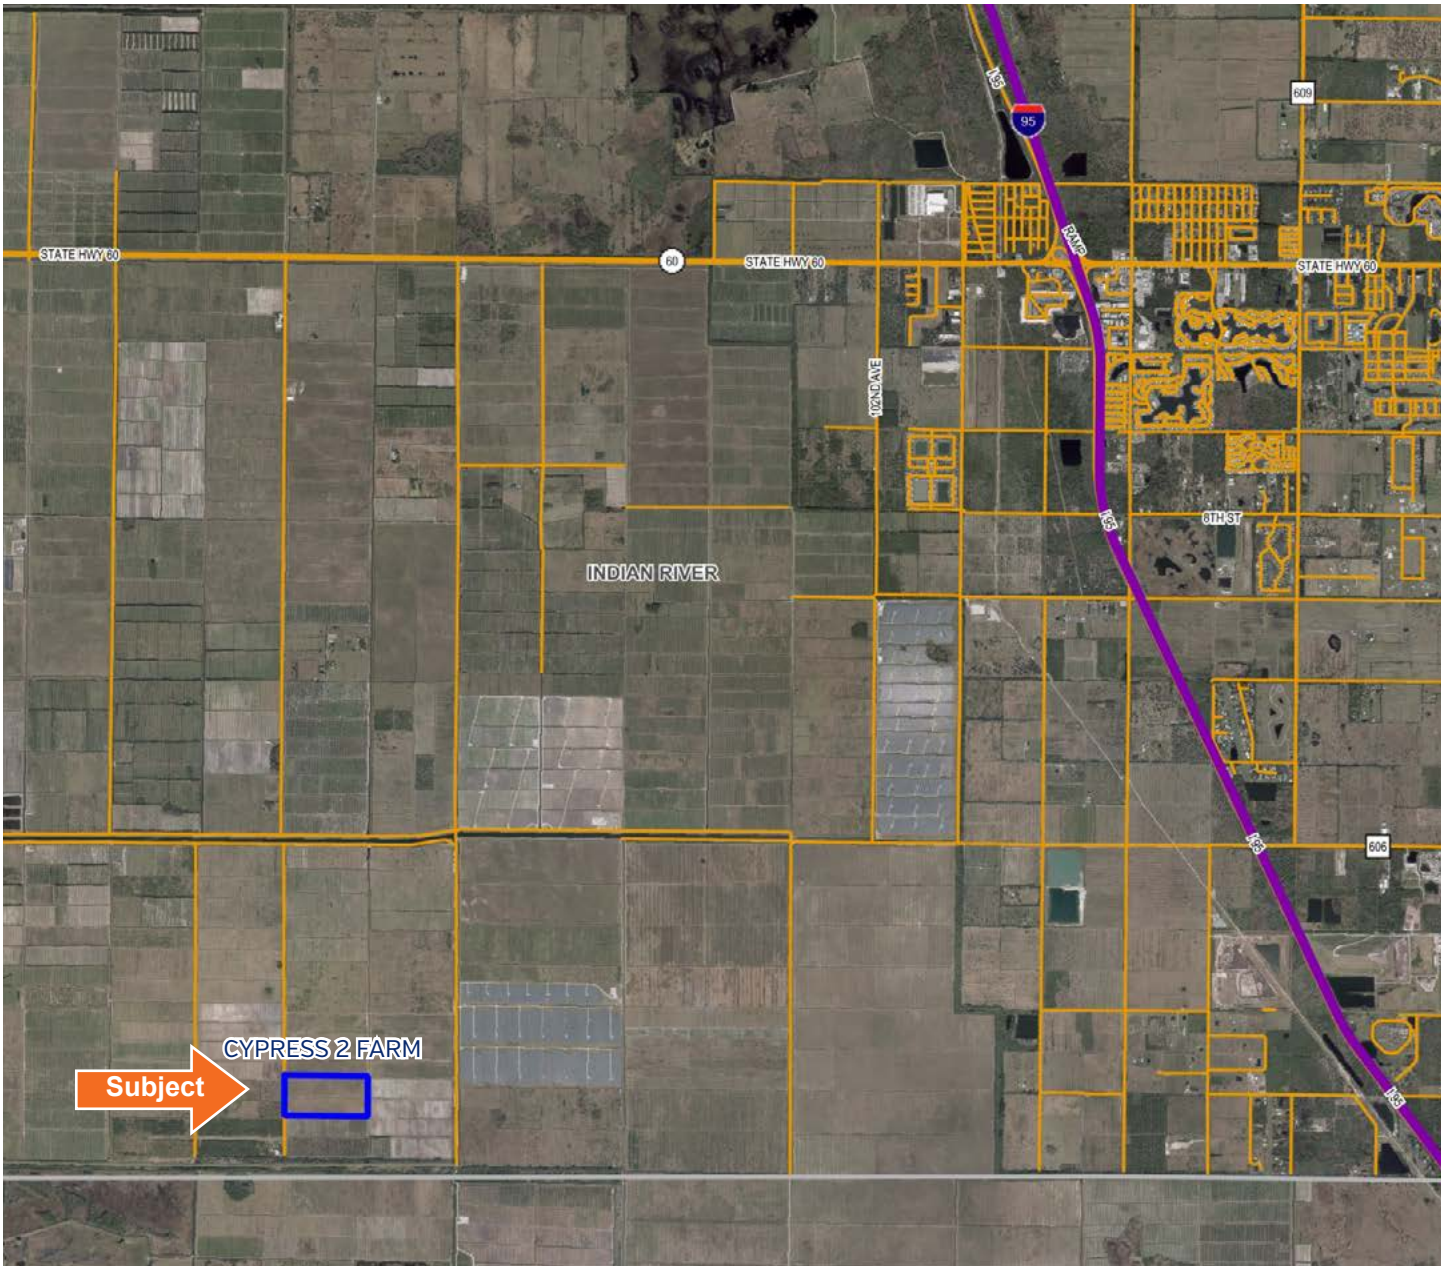 I 95
609
95
RAMP
STATE HWY 60
60
STATE HWY 60
STATE HWY 60
102ND AVE
I 95
8TH ST
INDIAN RIVER
I 95
606
CYPRESS 2 FARM
Subject
I 95